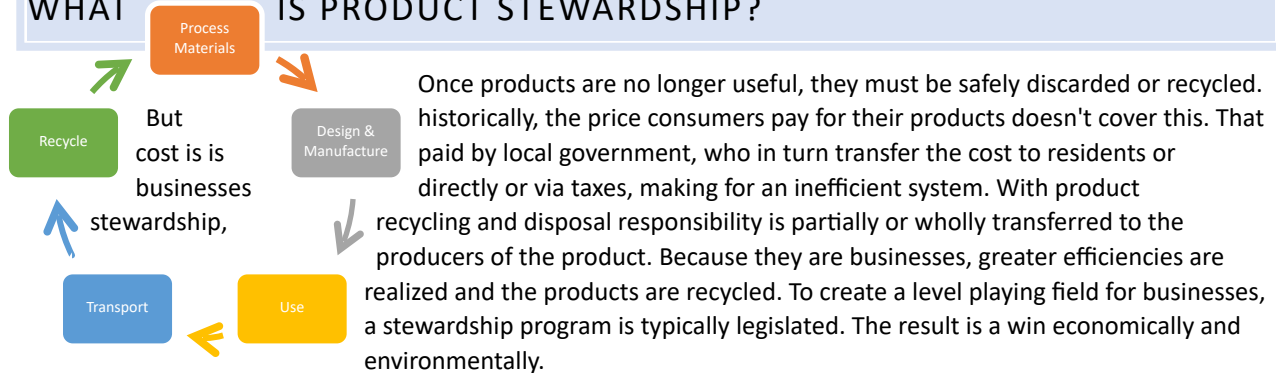 WHAT IS PRODUCT STEWARDSHIP?
Process
Materials
Once products are no longer useful, they must be safely discarded or recycled.
But historically, the price consumers pay for their products doesn't cover this. That
cost is is paid by local government, who in turn transfer the cost to residents or
businesses directly or via taxes, making for an inefficient system. With product
stewardship, recycling and disposal responsibility is partially or wholly transferred to the
producers of the product. Because they are businesses, greater efficiencies are
realized and the products are recycled. To create a level playing field for businesses,
a stewardship program is typically legislated. The result is a win economically and
environmentally.
Design &
Manufacture
Use
Transport
Recycle